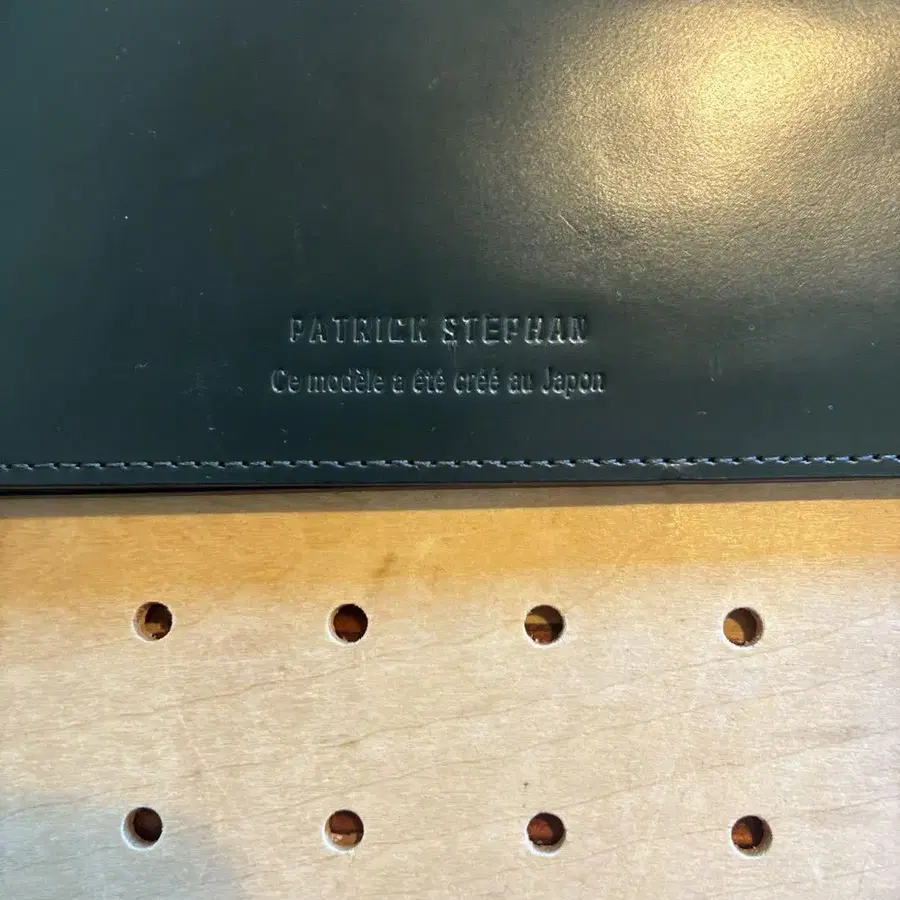 PATRICK STEPHAN
Ce modèle a été créé au Japon